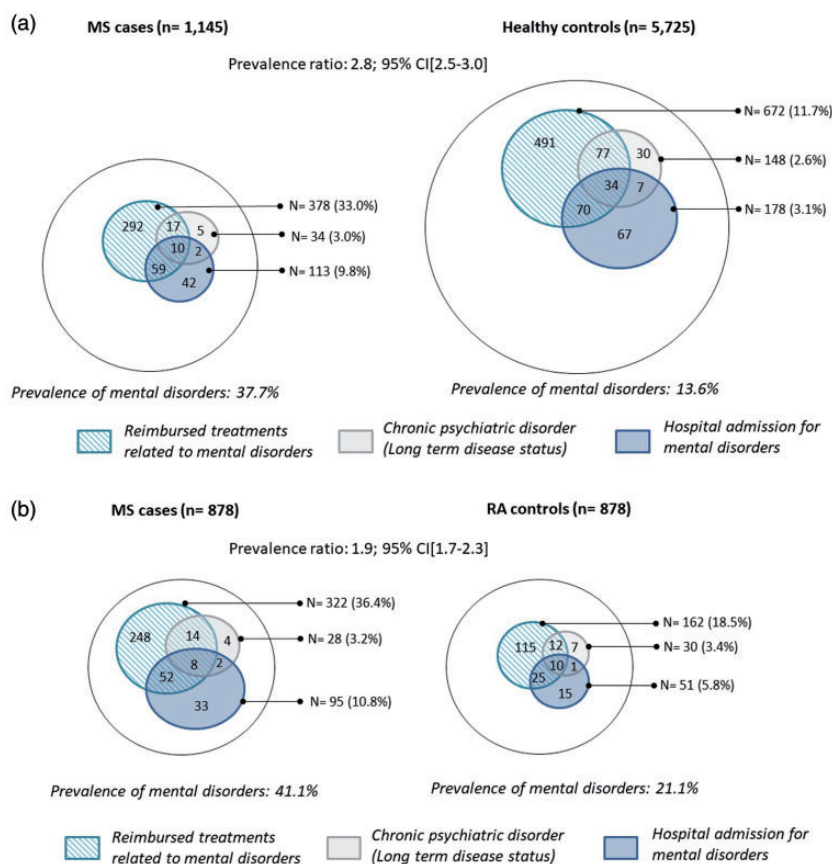 (a)
MS cases (n= 1,145)
Healthy controls (n= 5,725)
Prevalence ratio: 2.8; 95% CI[2.5-3.0]
292
17
5
10
2
59
42
N= 378 (33.0%)
N= 34 (3.0%)
N= 113 (9.8%)
491
77
30
34
7
70
67
N= 672 (11.7%)
N= 148 (2.6%)
N= 178 (3.1%)
Prevalence of mental disorders: 37.7%
Prevalence of mental disorders: 13.6%
Reimbursed treatments
related to mental disorders
Chronic psychiatric disorder
(Long term disease status)
Hospital admission for
mental disorders
(b)
MS cases (n= 878)
RA controls (n= 878)
Prevalence ratio: 1.9; 95% CI[1.7-2.3]
248
14
4
8
2
52
33
N= 322 (36.4%)
N= 28 (3.2%)
N= 95 (10.8%)
115
12
7
10
1
25
15
N= 162 (18.5%)
N= 30 (3.4%)
N= 51 (5.8%)
Prevalence of mental disorders: 41.1%
Prevalence of mental disorders: 21.1%
Reimbursed treatments
related to mental disorders
Chronic psychiatric disorder
(Long term disease status)
Hospital admission for
mental disorders